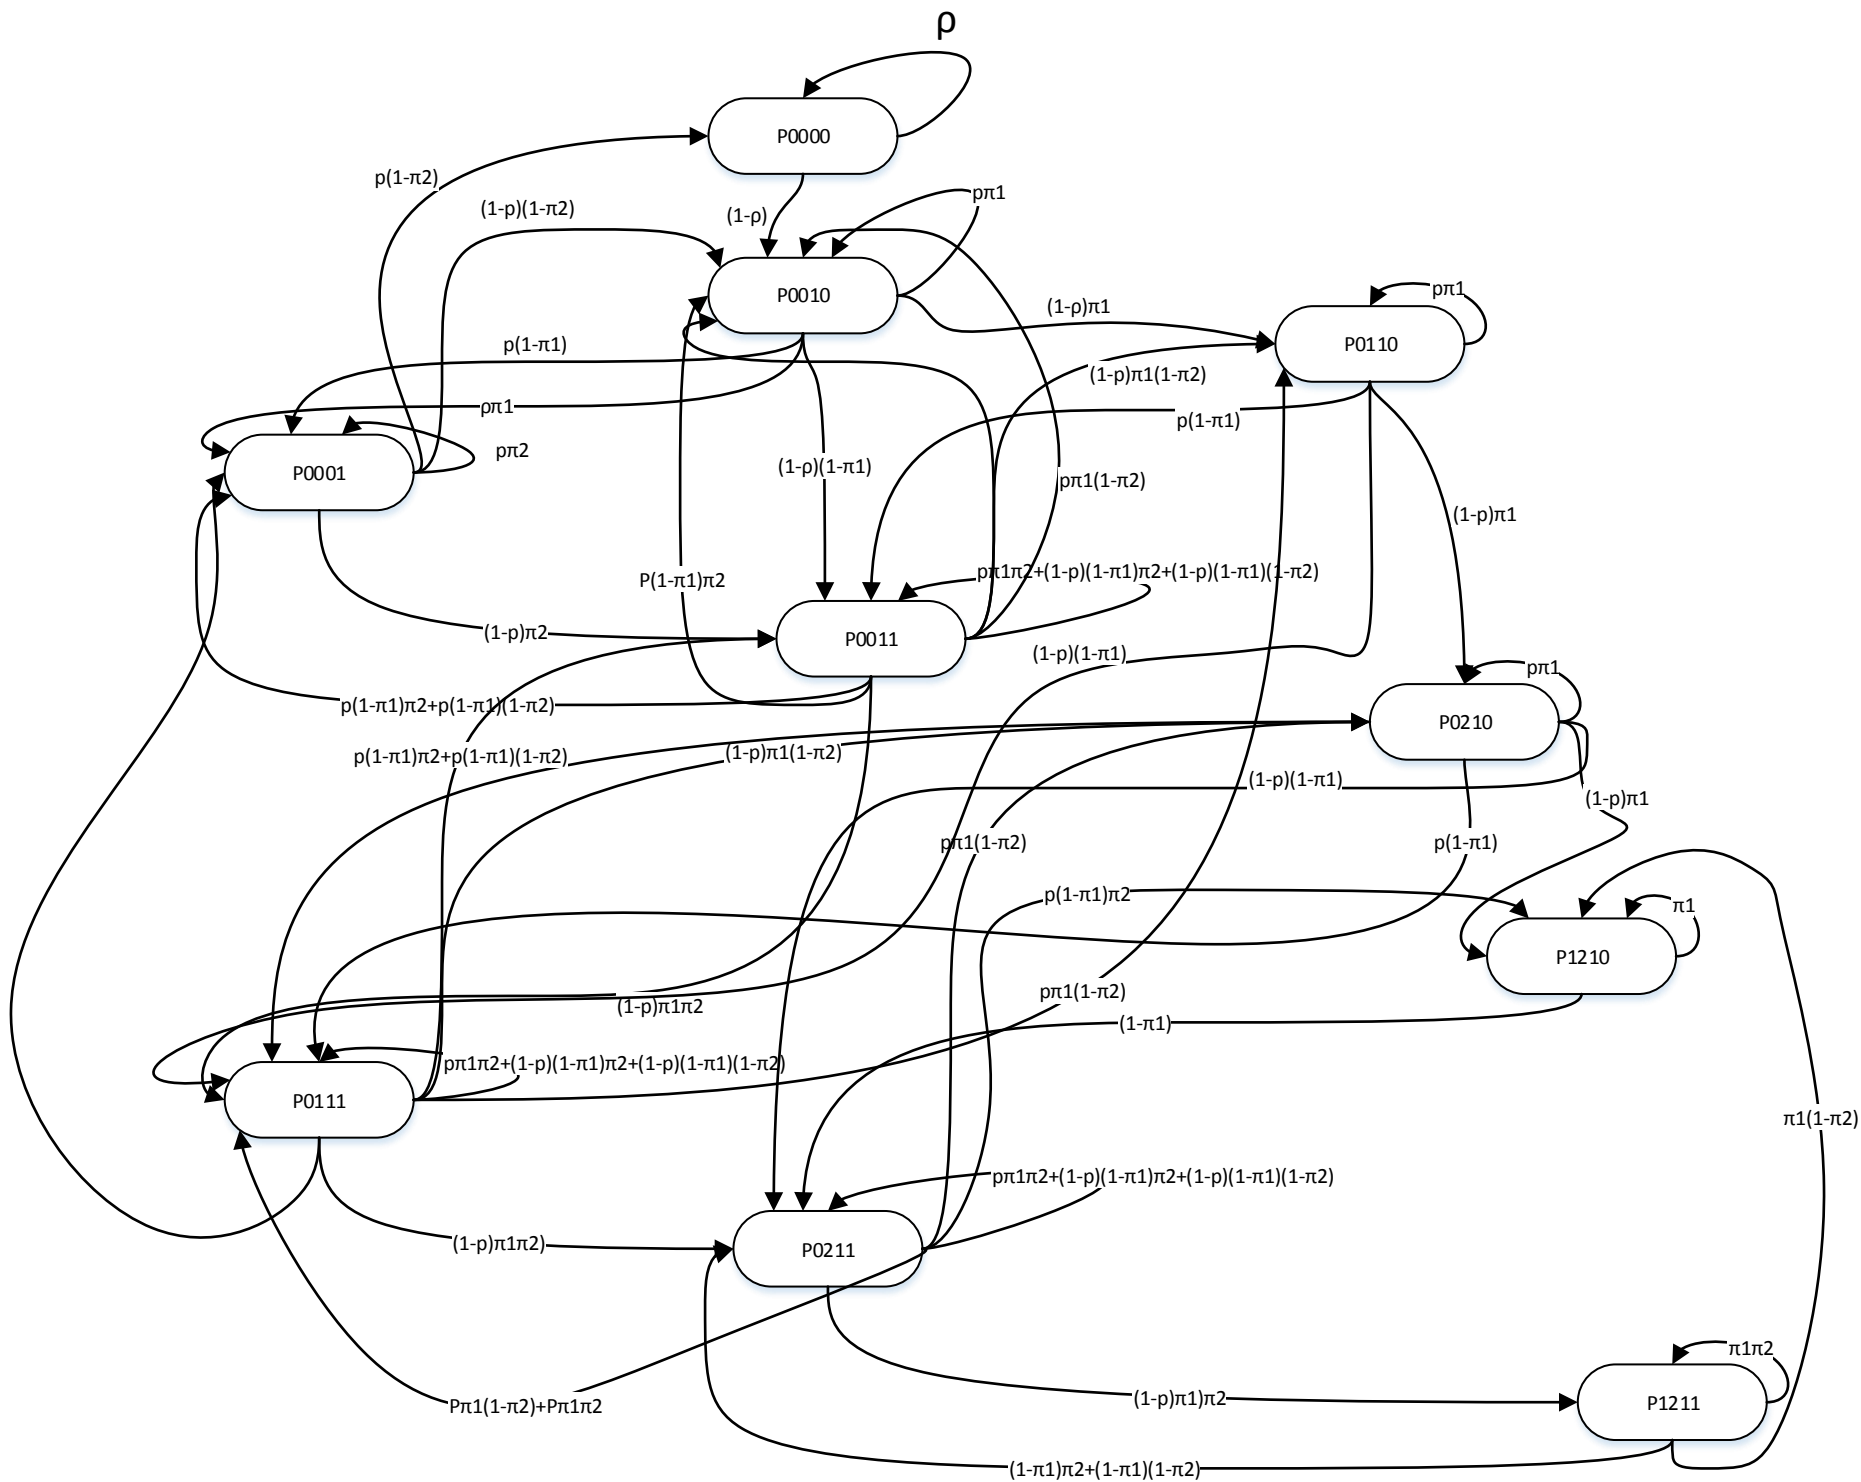 ρ
P0000
p(1-π2)
(1-p)(1-π2)
(1-ρ)
pπ1
P0010
pπ1
(1-ρ)π1
P0110
p(1-π1)
(1-p)π1(1-π2)
ρπ1
p(1-π1)
pπ2
P0001
(1-ρ)(1-π1)
pπ1(1-π2)
(1-p)π1
P(1-π1)π2
pπ1π2+(1-p)(1-π1)π2+(1-p)(1-π1)(1-π2)
(1-p)π2
P0011
(1-p)(1-π1)
pπ1
p(1-π1)π2+p(1-π1)(1-π2)
P0210
p(1-π1)π2+p(1-π1)(1-π2)
(1-p)π1(1-π2)
(1-p)(1-π1)
(1-p)π1
pπ1(1-π2)
p(1-π1)
p(1-π1)π2
π1
P1210
pπ1(1-π2)
(1-p)π1π2
(1-π1)
pπ1π2+(1-p)(1-π1)π2+(1-p)(1-π1)(1-π2)
P0111
π1(1-π2)
pπ1π2+(1-p)(1-π1)π2+(1-p)(1-π1)(1-π2)
(1-p)π1π2)
P0211
π1π2
(1-p)π1)π2
P1211
Pπ1(1-π2)+Pπ1π2
(1-π1)π2+(1-π1)(1-π2)